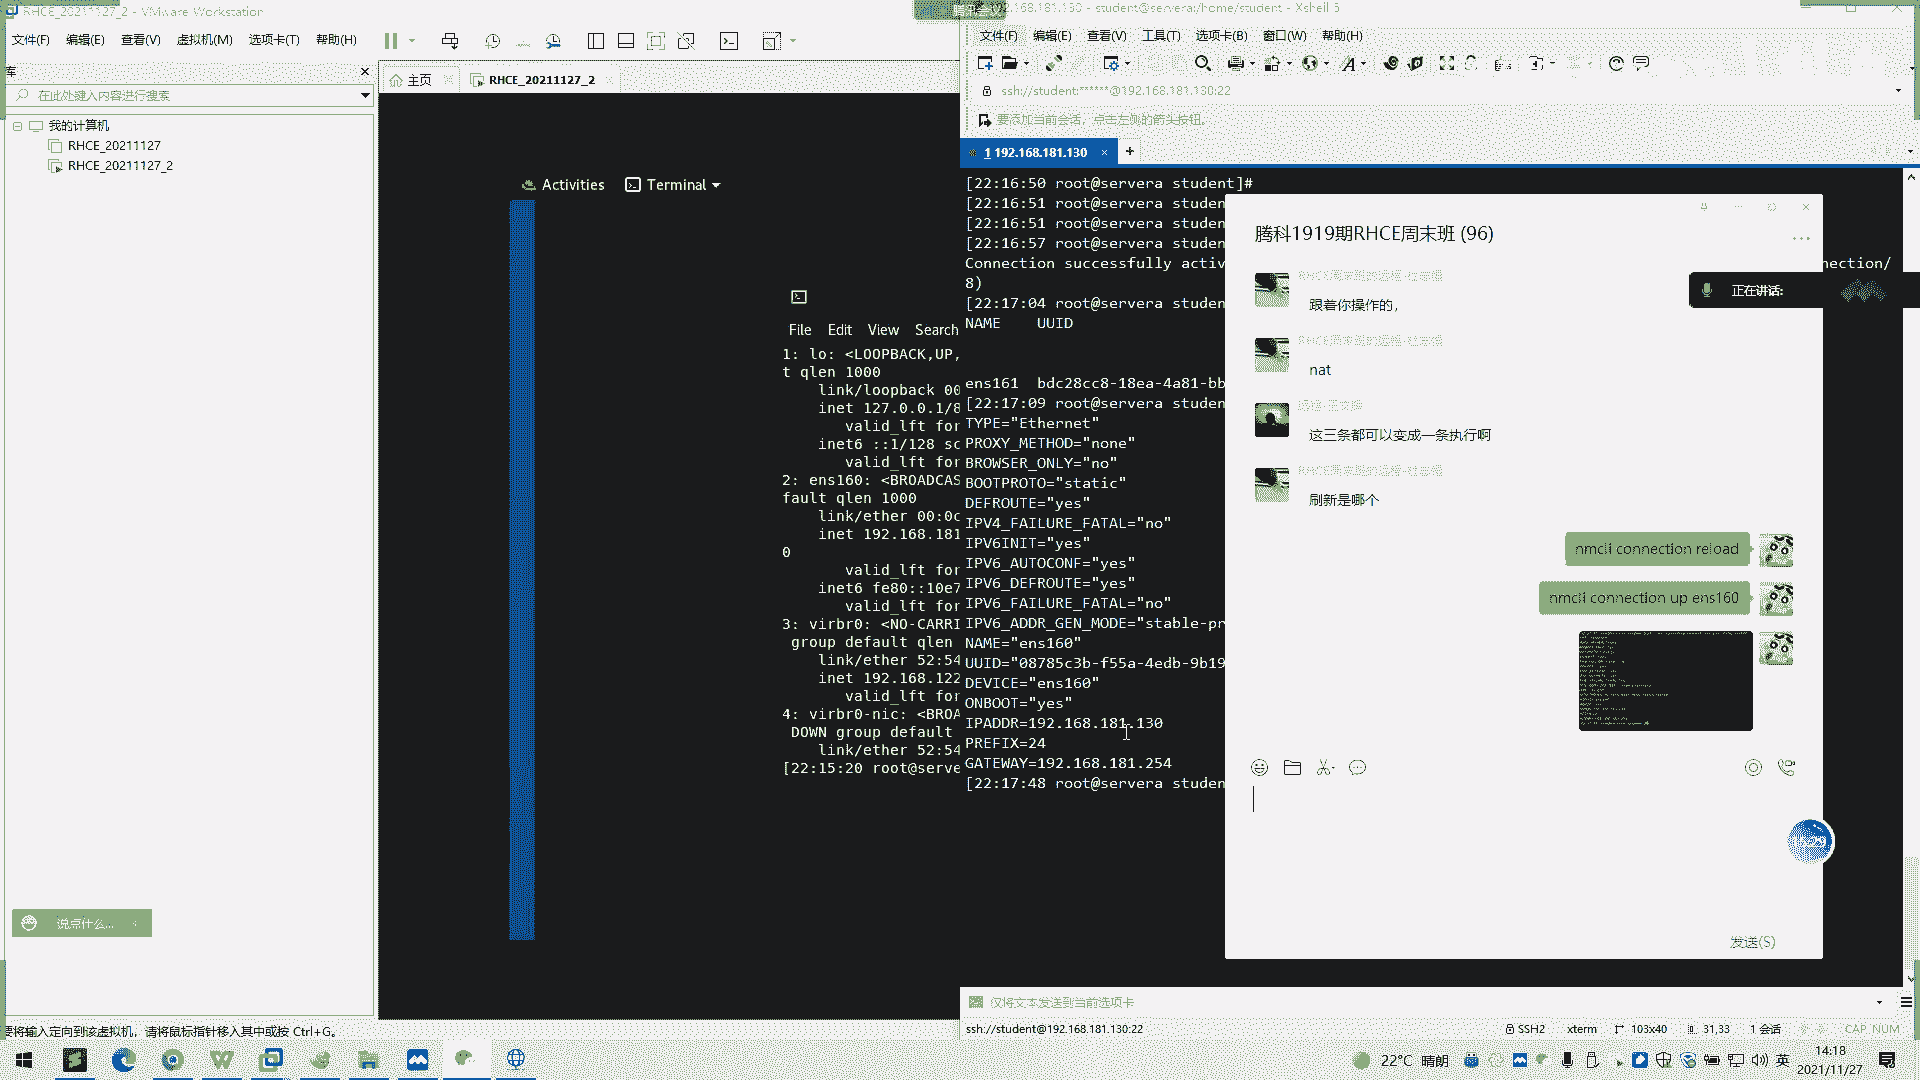 RHCE_20211127_2 - VMware Workstation
文件(F) 编辑(E) 查看(V) 虚拟机(M) 选项卡(T) 帮助(H)
库
在此处键入内容进行搜索
我的计算机
RHCE_20211127
RHCE_20211127_2
主页
RHCE_20211127_2
Activities
Terminal
File Edit View Search
1: lo: <LOOPBACK,UP,
t qlen 1000
link/loopback 00
inet 127.0.0.1/8
valid_lft for
inet6 ::1/128 sc
valid_lft for
2: ens160: <BROADCAS
fault qlen 1000
link/ether 00:0c
inet 192.168.181
0
valid_lft for
inet6 fe80::10e7
valid_lft for
3: virbr0: <NO-CARRI
group default qlen
link/ether 52:54
inet 192.168.122
valid_lft for
4: virbr0-nic: <BROA
DOWN group default
link/ether 52:54
[22:15:20 root@serve
说点什么...
要将输入定向到该虚拟机，请将鼠标指针移入其中或按 Ctrl+G。
192.168.181.130 - student@servera:/home/student - Xshell 6
文件(F) 编辑(E) 查看(V) 工具(T) 选项卡(B) 窗口(W) 帮助(H)
ssh://student:******@192.168.181.130:22
要添加当前会话，点击左侧的箭头按钮。
1 192.168.181.130
[22:16:50 root@servera student]#
[22:16:51 root@servera studen
[22:16:51 root@servera studen
[22:16:57 root@servera studen
Connection successfully activ
nection/
8)
[22:17:04 root@servera studen
NAME UUID
ens161 bdc28cc8-18ea-4a81-bb
[22:17:09 root@servera studen
TYPE="Ethernet"
PROXY_METHOD="none"
BROWSER_ONLY="no"
BOOTPROTO="static"
DEFROUTE="yes"
IPV4_FAILURE_FATAL="no"
IPV6INIT="yes"
IPV6_AUTOCONF="yes"
IPV6_DEFROUTE="yes"
IPV6_FAILURE_FATAL="no"
IPV6_ADDR_GEN_MODE="stable-pr
NAME="ens160"
UUID="08785c3b-f55a-4edb-9b19
DEVICE="ens160"
ONBOOT="yes"
IPADDR=192.168.181.130
PREFIX=24
GATEWAY=192.168.181.254
[22:17:48 root@servera studen
腾科1919期RHCE周末班 (96)
跟着你操作的，
nat
这三条都可以变成一条执行啊
刷新是哪个
nmcli connection reload
nmcli connection up ens160
发送(S)
正在讲话:
仅将文本发送到当前选项卡
ssh://student@192.168.181.130:22
SSH2 xterm 103x40 31,33 1 会话 CAP NUM
22°C 晴朗
英
14:18
2021/11/27